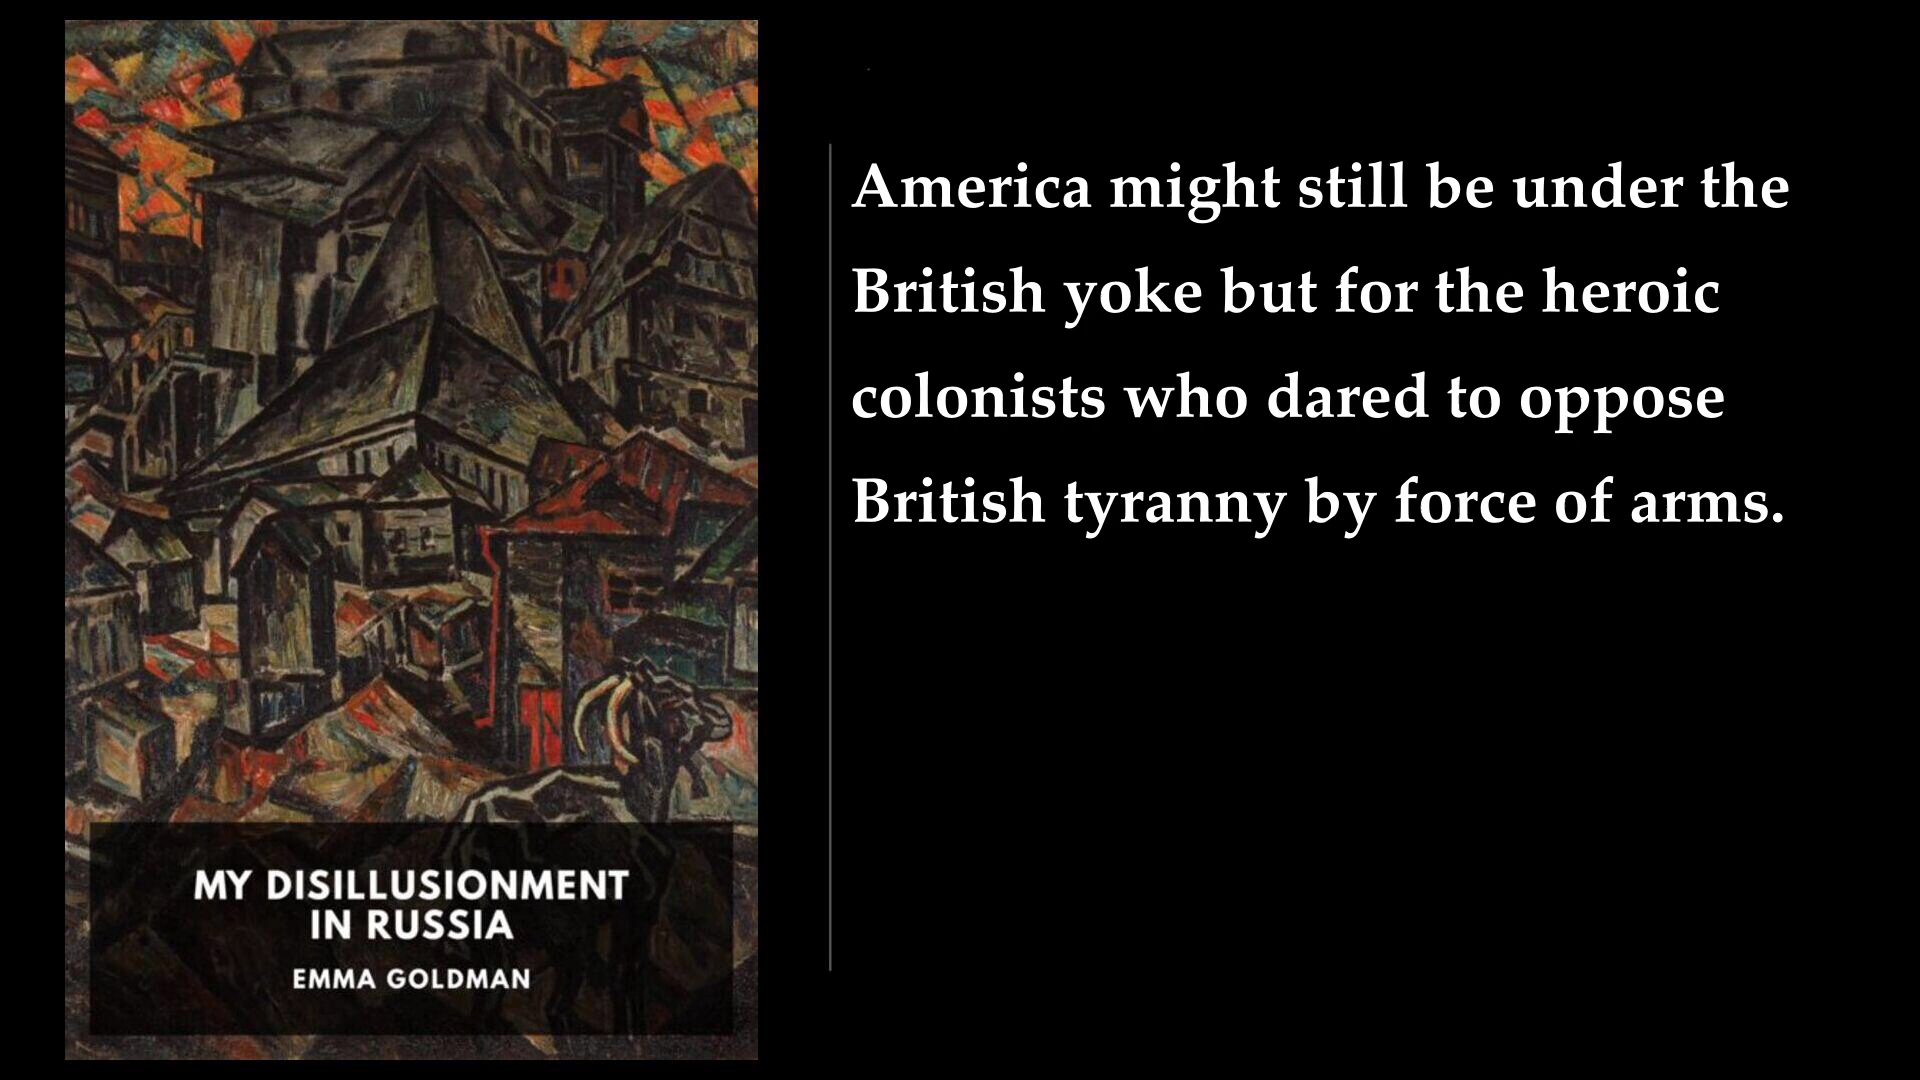 MY DISILLUSIONMENT
IN RUSSIA
EMMA GOLDMAN
America might still be under the
British yoke but for the heroic
colonists who dared to oppose
British tyranny by force of arms.